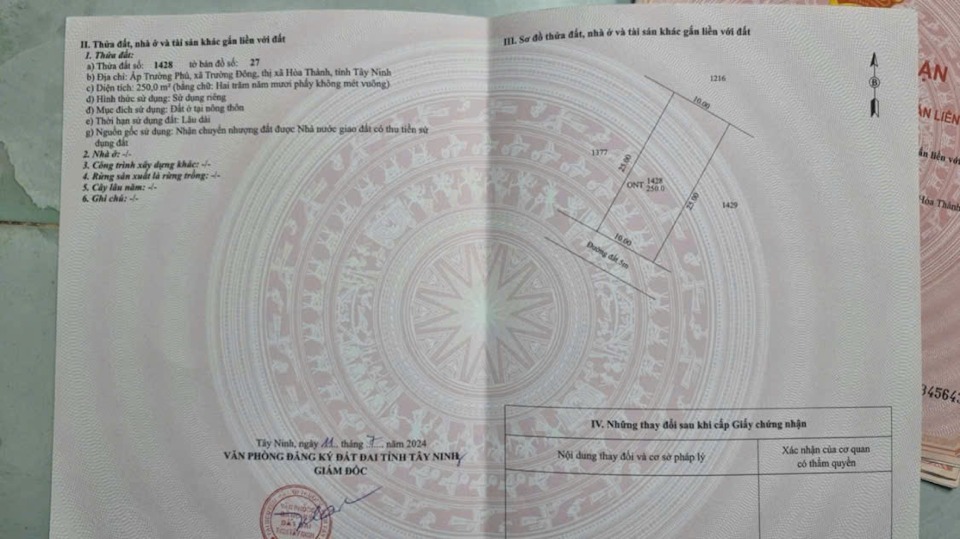 II. Thửa đất, nhà ở và tài sản khác gắn liền với đất
1. Thửa đất:
a) Thửa đất số: 1428 tờ bản đồ số: 27
b) Địa chỉ: Ấp Trường Phú, xã Trường Đông, thị xã Hòa Thành, tỉnh Tây Ninh
c) Diện tích: 250,0 m² (bằng chữ: Hai trăm năm mươi phẩy không mét vuông)
d) Hình thức sử dụng: Sử dụng riêng
đ) Mục đích sử dụng: Đất ở tại nông thôn
e) Thời hạn sử dụng đất: Lâu dài
g) Nguồn gốc sử dụng: Nhận chuyển nhượng đất được Nhà nước giao đất có thu tiền sử
dụng đất
2. Nhà ở: -/-
3. Công trình xây dựng khác: -/-
4. Rừng sản xuất là rừng trồng: -/-
5. Cây lâu năm: -/-
6. Ghi chú: -/-
Tây Ninh, ngày 11 tháng 7 năm 2024
VĂN PHÒNG ĐĂNG KÝ ĐẤT ĐAI TỈNH TÂY NINH
GIÁM ĐỐC
III. Sơ đồ thửa đất, nhà ở và tài sản khác gắn liền với đất
B
1216
10.00
1377
25.00
ONT 1428
250.0
25.00
1429
10.00
Đường đất 5m
IV. Những thay đổi sau khi cấp Giấy chứng nhận
Nội dung thay đổi và cơ sở pháp lý
Xác nhận của cơ quan
có thẩm quyền
ẬN
ẢN LIỀN
ắn liền với
Hòa Thành